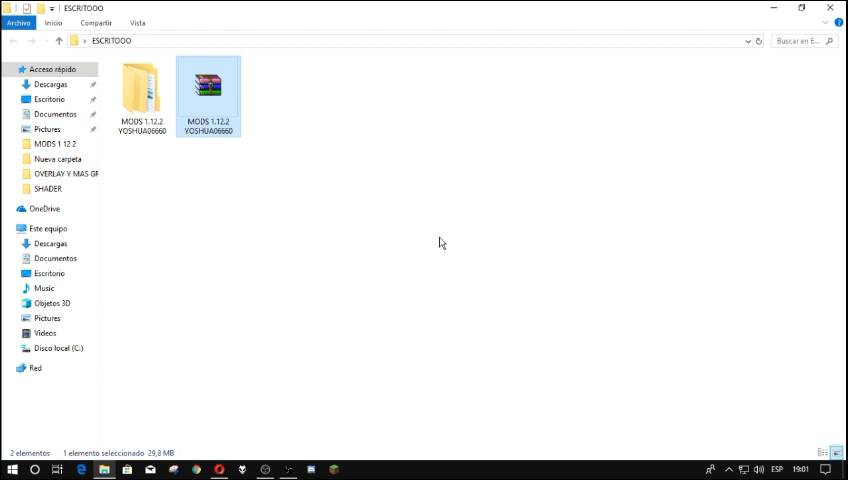 ESCRITOOO
Archivo
Inicio
Compartir
Vista
ESCRITOOO
Buscar en E...
Acceso rápido
Descargas
Escritorio
Documentos
Pictures
MODS 1 12 2
Nueva carpeta
OVERLAY Y MAS GF
SHADER
OneDrive
Este equipo
Descargas
Documentos
Escritorio
Music
Objetos 3D
Pictures
Videos
Disco local (C:)
Red
MODS 1.12.2
YOSHUA06660
MODS 1.12.2
YOSHUA06660
2 elementos
1 elemento seleccionado 29,8 MB
ESP
19:01